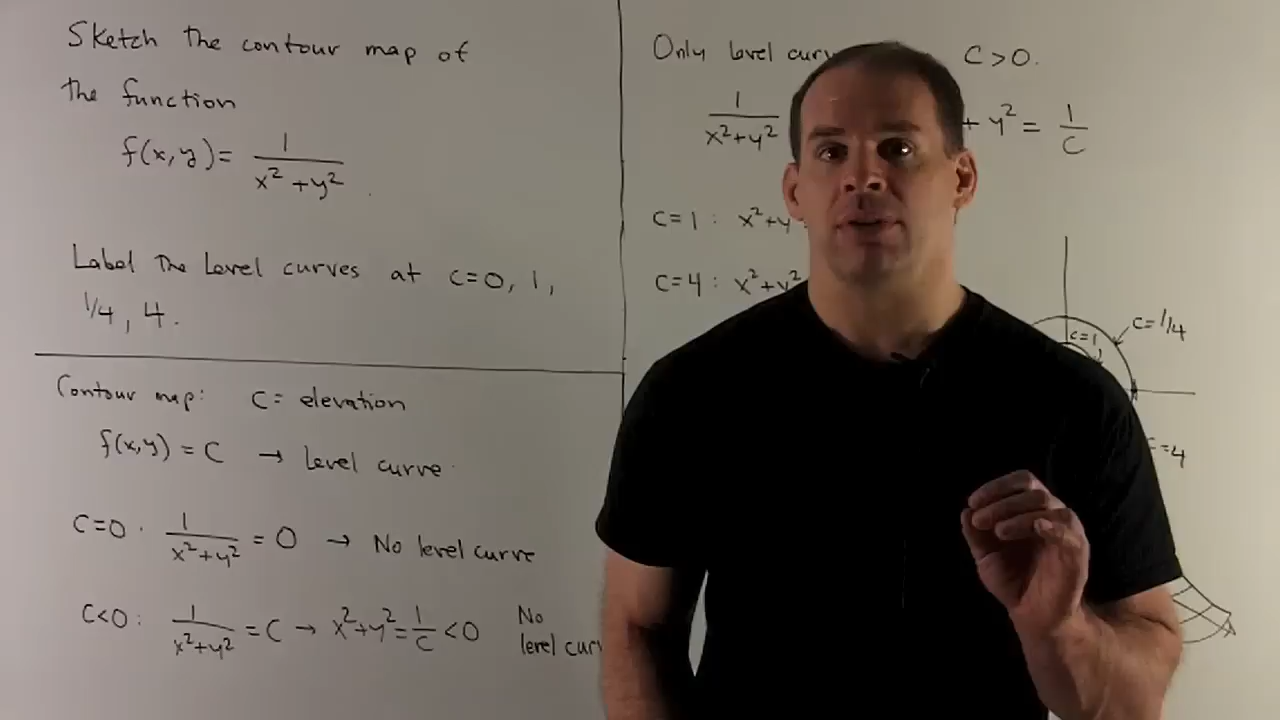 Sketch the contour map of
the function
f(x,y) = 1/(x² + y²)
Label the level curves at c=0, 1,
1/4, 4.
Contour map: C = elevation
f(x,y) = C → Level curve
C=0 . 1/(x²+y²) = 0 → No level curve
C<0: 1/(x²+y²) = C → x²+y² = 1/C < 0 No
level
Only level C>0.
1/(x²+y²) + y² = 1/C
C=1: x²+y
C=4: x²+y²
C=1/4
C=1
=4